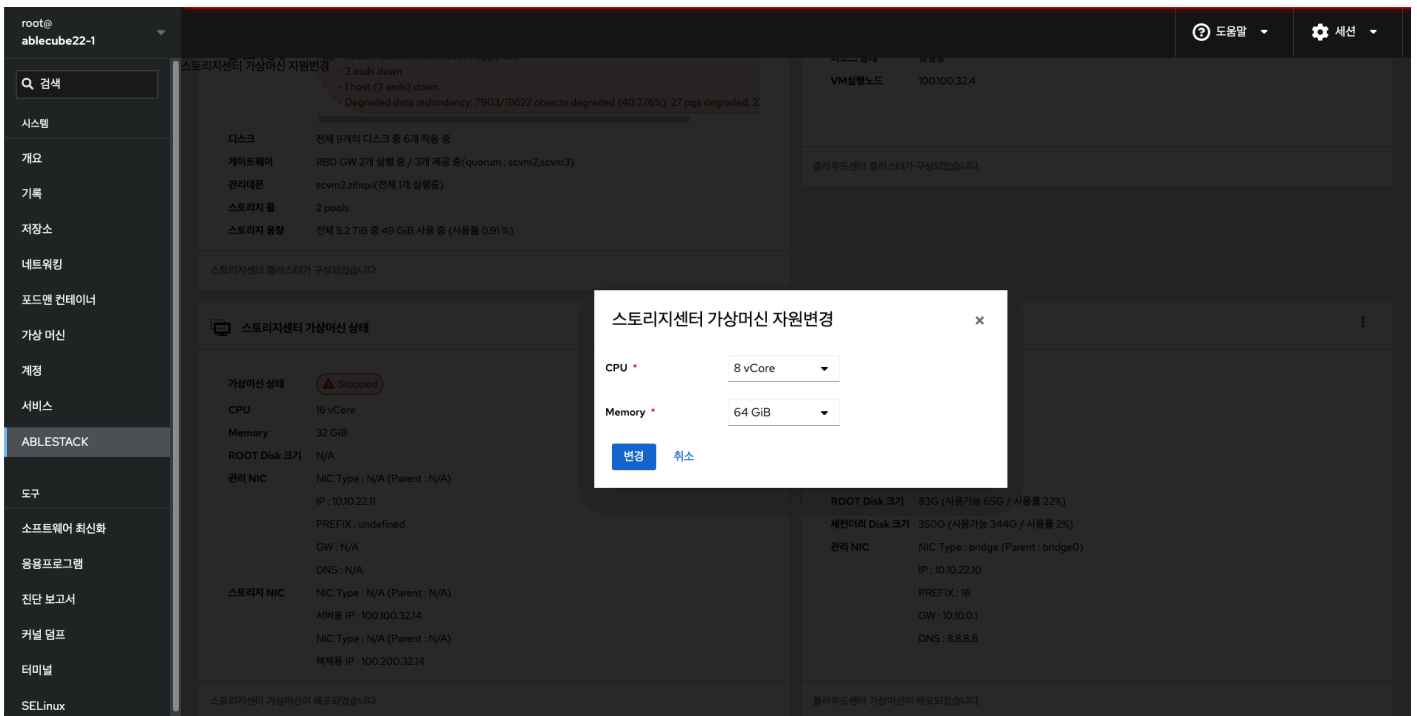 root@
ablecube22-1
도움말
세션
검색
시스템
개요
기록
저장소
네트워킹
포드맨 컨테이너
가상 머신
계정
서비스
ABLESTACK
도구
소프트웨어 최신화
응용프로그램
진단 보고서
커널 덤프
터미널
SELinux
스토리지센터 가상머신 자원변경
- 3 osds down
- 1 host (3 osds) down
- Degraded data redundancy: 7903/19622 objects degraded (40.276%), 27 pgs degraded,
디스크 전체 9개의 디스크 중 6개 작동 중
게이트웨이 RBD GW 2개 실행 중 / 3개 제공 중(quorum : scvm2,scvm3)
관리데몬 scvm2.zihqxi(전체 1개 실행중)
스토리지 풀 2 pools
스토리지 용량 전체 5.2 TiB 중 49 GiB 사용 중 (사용률 0.91 %)
스토리지센터 클러스터가 구성되었습니다.
VM실행노드 100.100.32.4
클라우드센터 클러스터가 구성되었습니다.
스토리지센터 가상머신 상태
가상머신 상태 Stopped
CPU 16 vCore
Memory 32 GiB
ROOT Disk 크기 N/A
관리 NIC NIC Type : N/A (Parent : N/A)
IP : 10.10.22.11
PREFIX : undefined
GW : N/A
DNS : N/A
스토리지 NIC NIC Type : N/A (Parent : N/A)
서버용 IP : 100.100.32.14
NIC Type : N/A (Parent : N/A)
복제용 IP : 100.200.32.14
스토리지센터 가상머신이 배포되었습니다.
스토리지센터 가상머신 자원변경
CPU *
8 vCore
Memory *
64 GiB
변경
취소
ROOT Disk 크기 83G (사용가능 65G / 사용률 22%)
세컨더리 Disk 크기 350G (사용가능 344G / 사용률 2%)
관리 NIC NIC Type : bridge (Parent : bridge0)
IP : 10.10.22.10
PREFIX : 16
GW : 10.10.0.1
DNS : 8.8.8.8
클라우드센터 가상머신이 배포되었습니다.